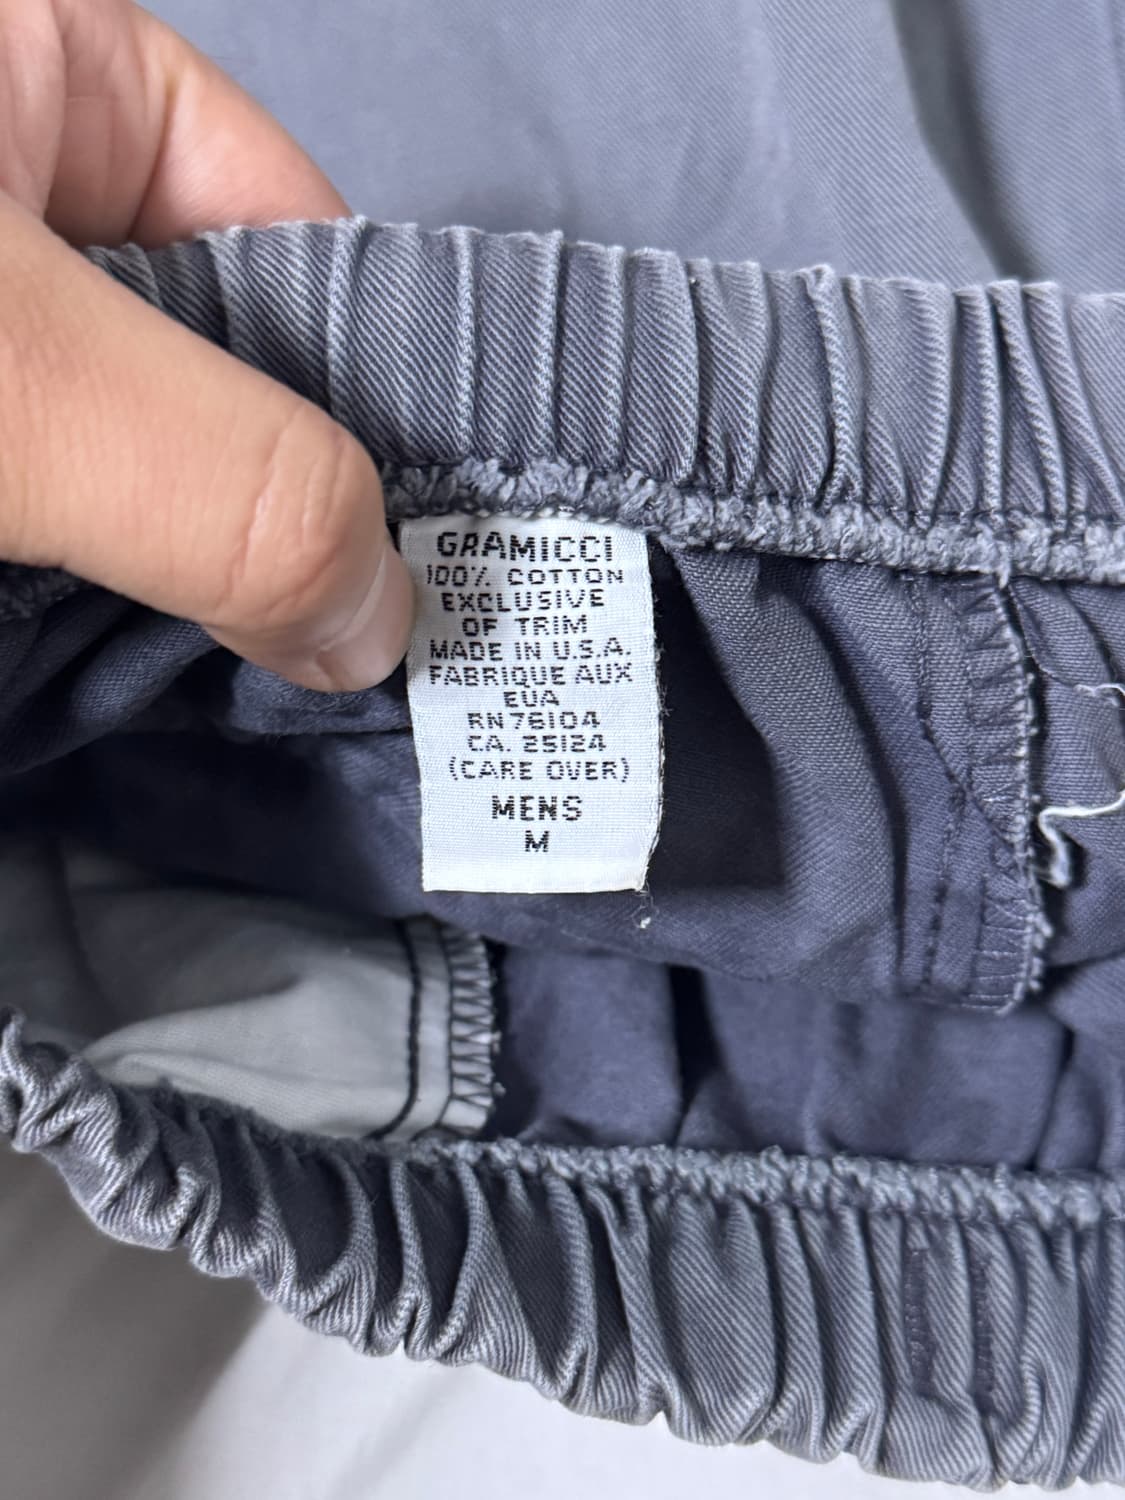 GRAMICCI
100% COTTON
EXCLUSIVE
OF TRIM
MADE IN U.S.A.
FABRIQUE AUX
EUA
RN76104
CA. 25124
(CARE OVER)
MENS
M